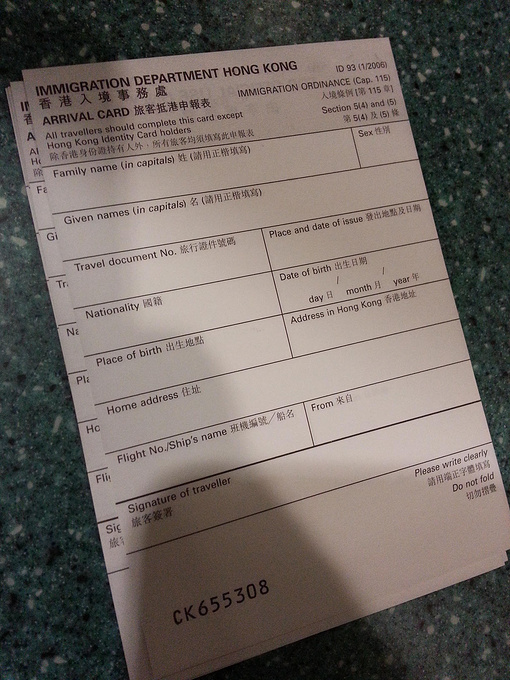 IMMIGRATION DEPARTMENT HONG KONG
香港入境事務處
ARRIVAL CARD 旅客抵港申報表
All travellers should complete this card except
Hong Kong Identity Card holders
除香港身份證持有人外，所有旅客均須填寫此申報表
ID 93 (1/2006)
IMMIGRATION ORDINANCE (Cap. 115)
入境條例 [第 115 章]
Section 5(4) and (5)
第 5(4) 及 (5) 條
Family name (in capitals) 姓 (請用正楷填寫)
Sex 性別
Given names (in capitals) 名 (請用正楷填寫)
Travel document No. 旅行證件號碼
Place and date of issue 發出地點及日期
Nationality 國籍
Date of birth 出生日期
/ /
day 日 month 月 year 年
Place of birth 出生地點
Address in Hong Kong 香港地址
Home address 住址
Flight No./Ship's name 班機編號／船名
From 來自
Signature of traveller
旅客簽署
Please write clearly
請用端正字體填寫
Do not fold
切勿摺疊
CK655308